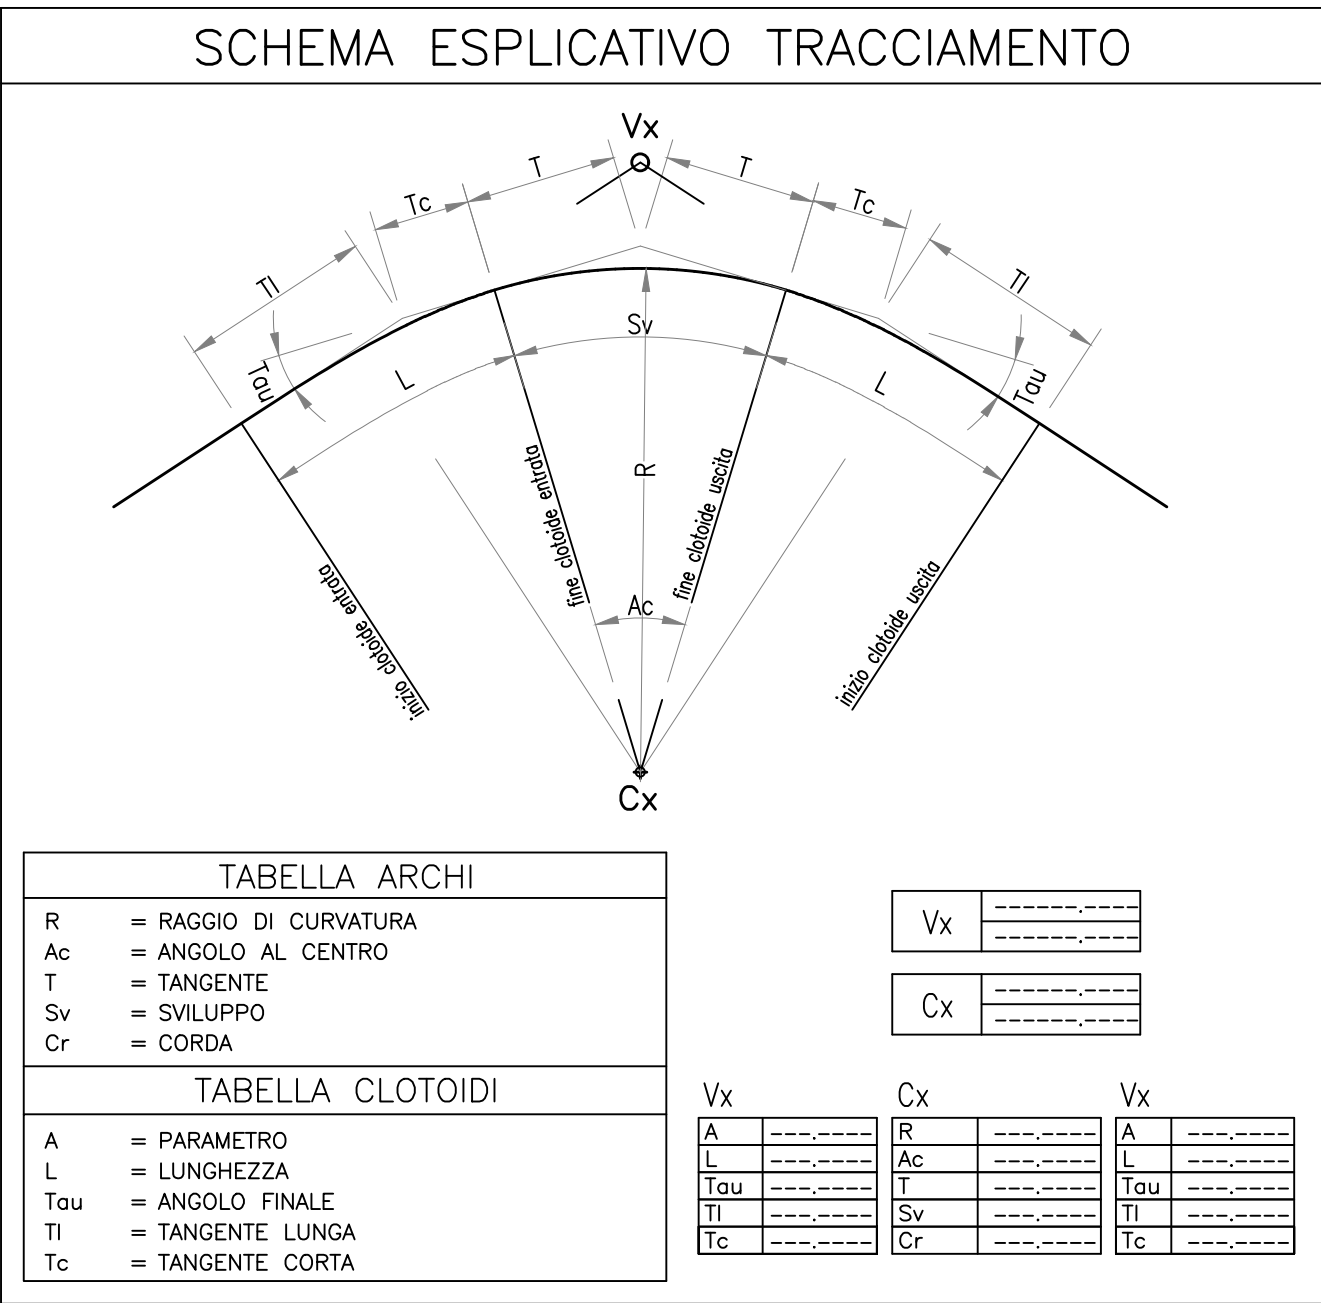 SCHEMA ESPLICATIVO TRACCIAMENTO
Vx
T
T
Tc
Tc
Tl
Tl
Sv
Tau
Tau
L
L
R
fine clotoide entrata
fine clotoide uscita
inizio clotoide entrata
inizio clotoide uscita
Ac
Cx
TABELLA ARCHI
R = RAGGIO DI CURVATURA
Ac = ANGOLO AL CENTRO
T = TANGENTE
Sv = SVILUPPO
Cr = CORDA
TABELLA CLOTOIDI
A = PARAMETRO
L = LUNGHEZZA
Tau = ANGOLO FINALE
Tl = TANGENTE LUNGA
Tc = TANGENTE CORTA
Vx ------.----
------.----
Cx ------.----
------.----
Vx
A ---.----
L ---.----
Tau ---.----
Tl ---.----
Tc ---.----
Cx
R ---.----
Ac ---.----
T ---.----
Sv ---.----
Cr ---.----
Vx
A ---.----
L ---.----
Tau ---.----
Tl ---.----
Tc ---.----